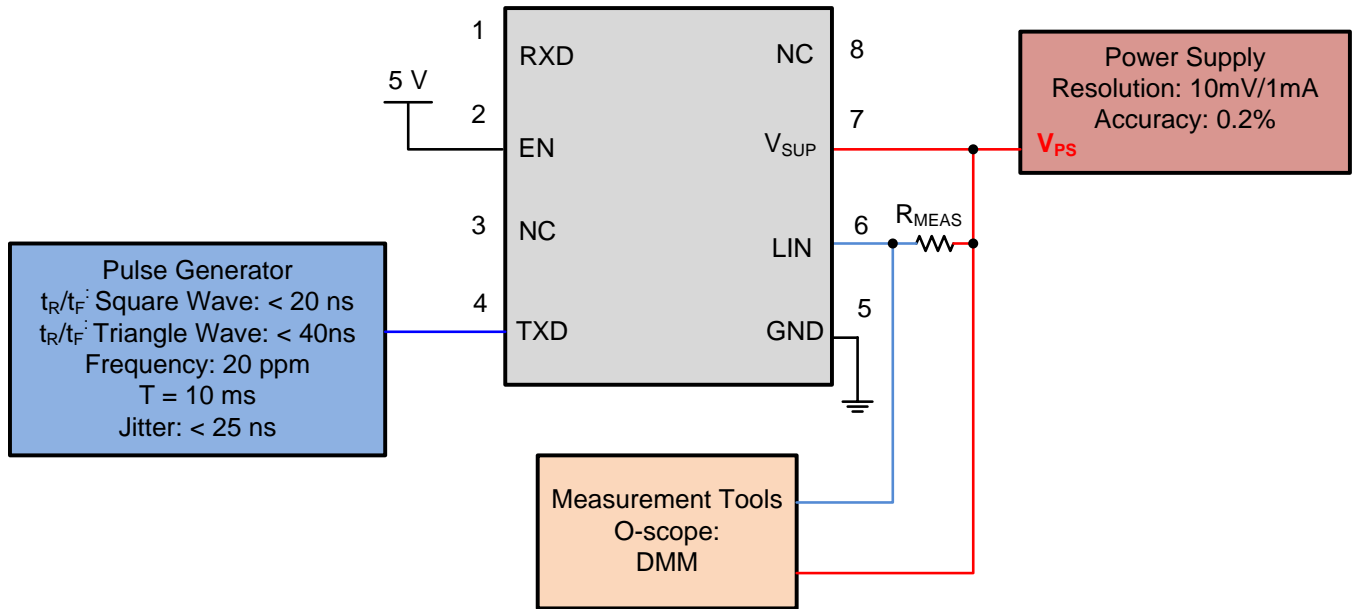 1
RXD
5 V
2
EN
3
NC
4
TXD
NC
8
7
VSUP
6
LIN
RMEAS
5
GND
Power Supply
Resolution: 10mV/1mA
Accuracy: 0.2%
VPS
Pulse Generator
tR/tF: Square Wave: < 20 ns
tR/tF: Triangle Wave: < 40ns
Frequency: 20 ppm
T = 10 ms
Jitter: < 25 ns
Measurement Tools
O-scope:
DMM